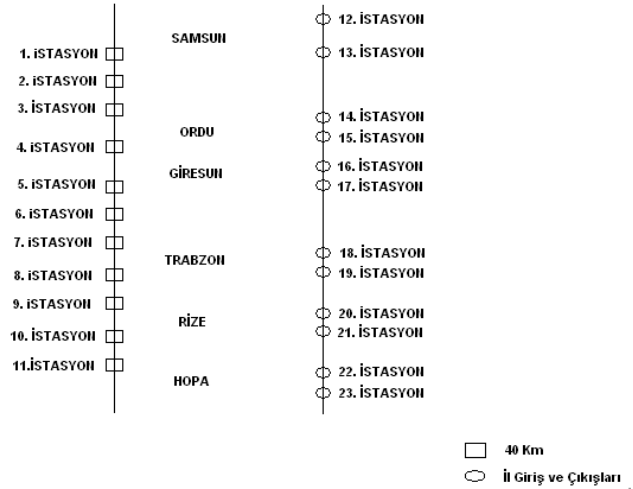 12. İSTASYON
SAMSUN
1. iSTASYON
13. İSTASYON
2. iSTASYON
3. İSTASYON
14. İSTASYON
ORDU
15. İSTASYON
4. iSTASYON
16. İSTASYON
GİRESUN
5. iSTASYON
17. İSTASYON
6. iSTASYON
7. iSTASYON
18. İSTASYON
TRABZON
8. iSTASYON
19. İSTASYON
9. iSTASYON
20. İSTASYON
RİZE
10. İSTASYON
21. İSTASYON
11.İSTASYON
22. İSTASYON
HOPA
23. İSTASYON
40 Km
İl Giriş ve Çıkışları